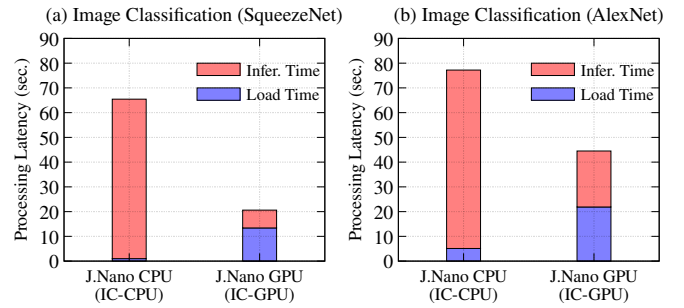 (a) Image Classification (SqueezeNet)
Processing Latency (sec.)
90
80
70
60
50
40
30
20
10
0
Infer. Time
Load Time
J.Nano CPU
(IC-CPU)
J.Nano GPU
(IC-GPU)
(b) Image Classification (AlexNet)
Processing Latency (sec.)
90
80
70
60
50
40
30
20
10
0
Infer. Time
Load Time
J.Nano CPU
(IC-CPU)
J.Nano GPU
(IC-GPU)